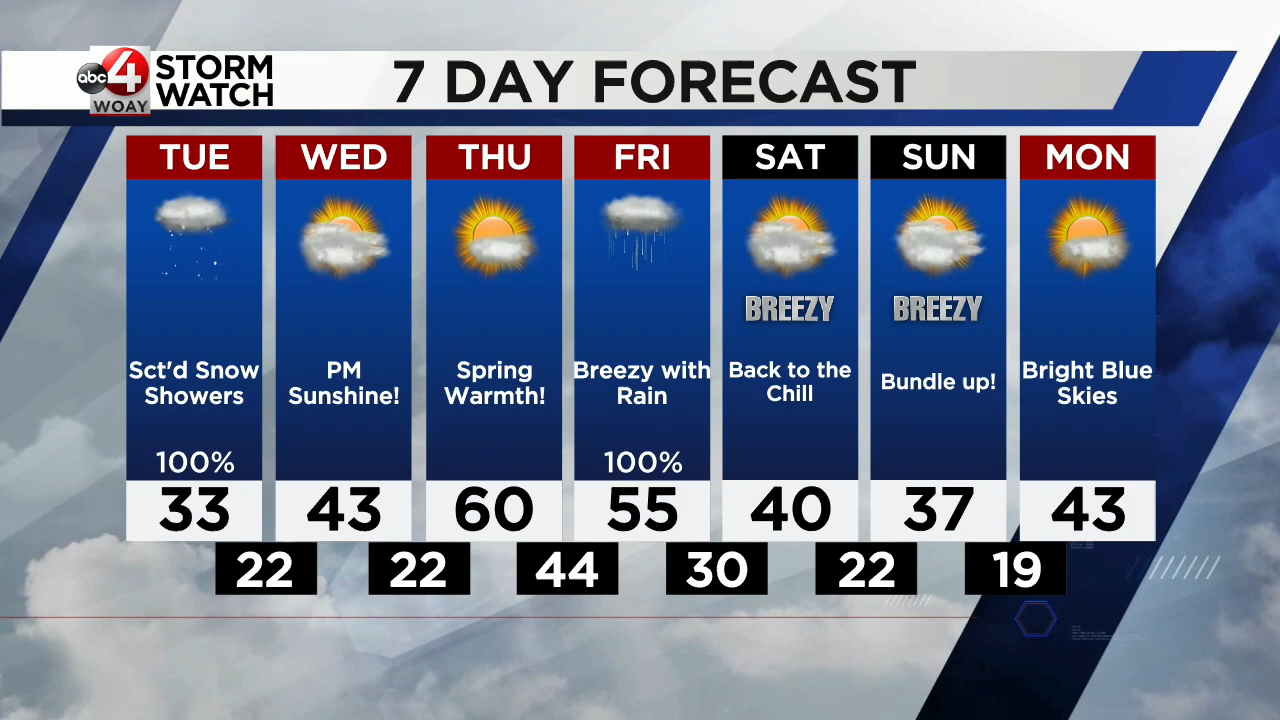 abc 4
WOAY
STORM
WATCH
7 DAY FORECAST
TUE
WED
THU
FRI
SAT
SUN
MON
BREEZY
BREEZY
Sct'd Snow
Showers
PM
Sunshine!
Spring
Warmth!
Breezy with
Rain
Back to the
Chill
Bundle up!
Bright Blue
Skies
100%
100%
33
43
60
55
40
37
43
22
22
44
30
22
19